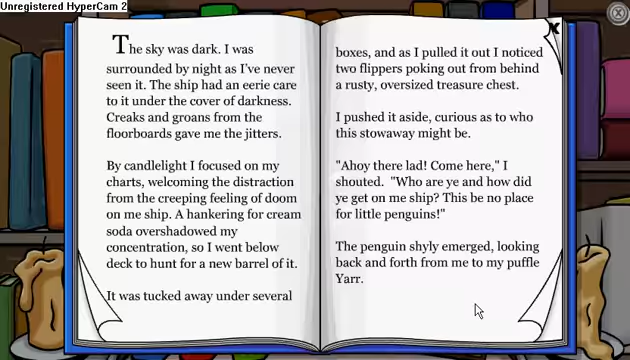 Unregistered HyperCam 2
The sky was dark. I was
surrounded by night as I've never
seen it. The ship had an eerie care
to it under the cover of darkness.
Creaks and groans from the
floorboards gave me the jitters.
By candlelight I focused on my
charts, welcoming the distraction
from the creeping feeling of doom
on me ship. A hankering for cream
soda overshadowed my
concentration, so I went below
deck to hunt for a new barrel of it.
It was tucked away under several
boxes, and as I pulled it out I noticed
two flippers poking out from behind
a rusty, oversized treasure chest.
I pushed it aside, curious as to who
this stowaway might be.
"Ahoy there lad! Come here," I
shouted. "Who are ye and how did
ye get on me ship? This be no place
for little penguins!"
The penguin shyly emerged, looking
back and forth from me to my puffle
Yarr.